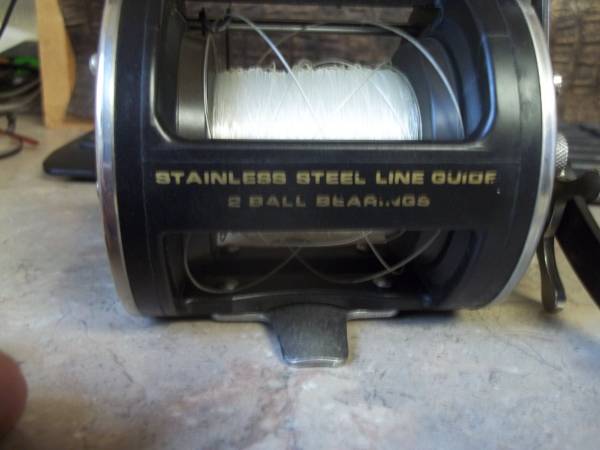 STAINLESS STEEL LINE GUIDE
2 BALL BEARINGS